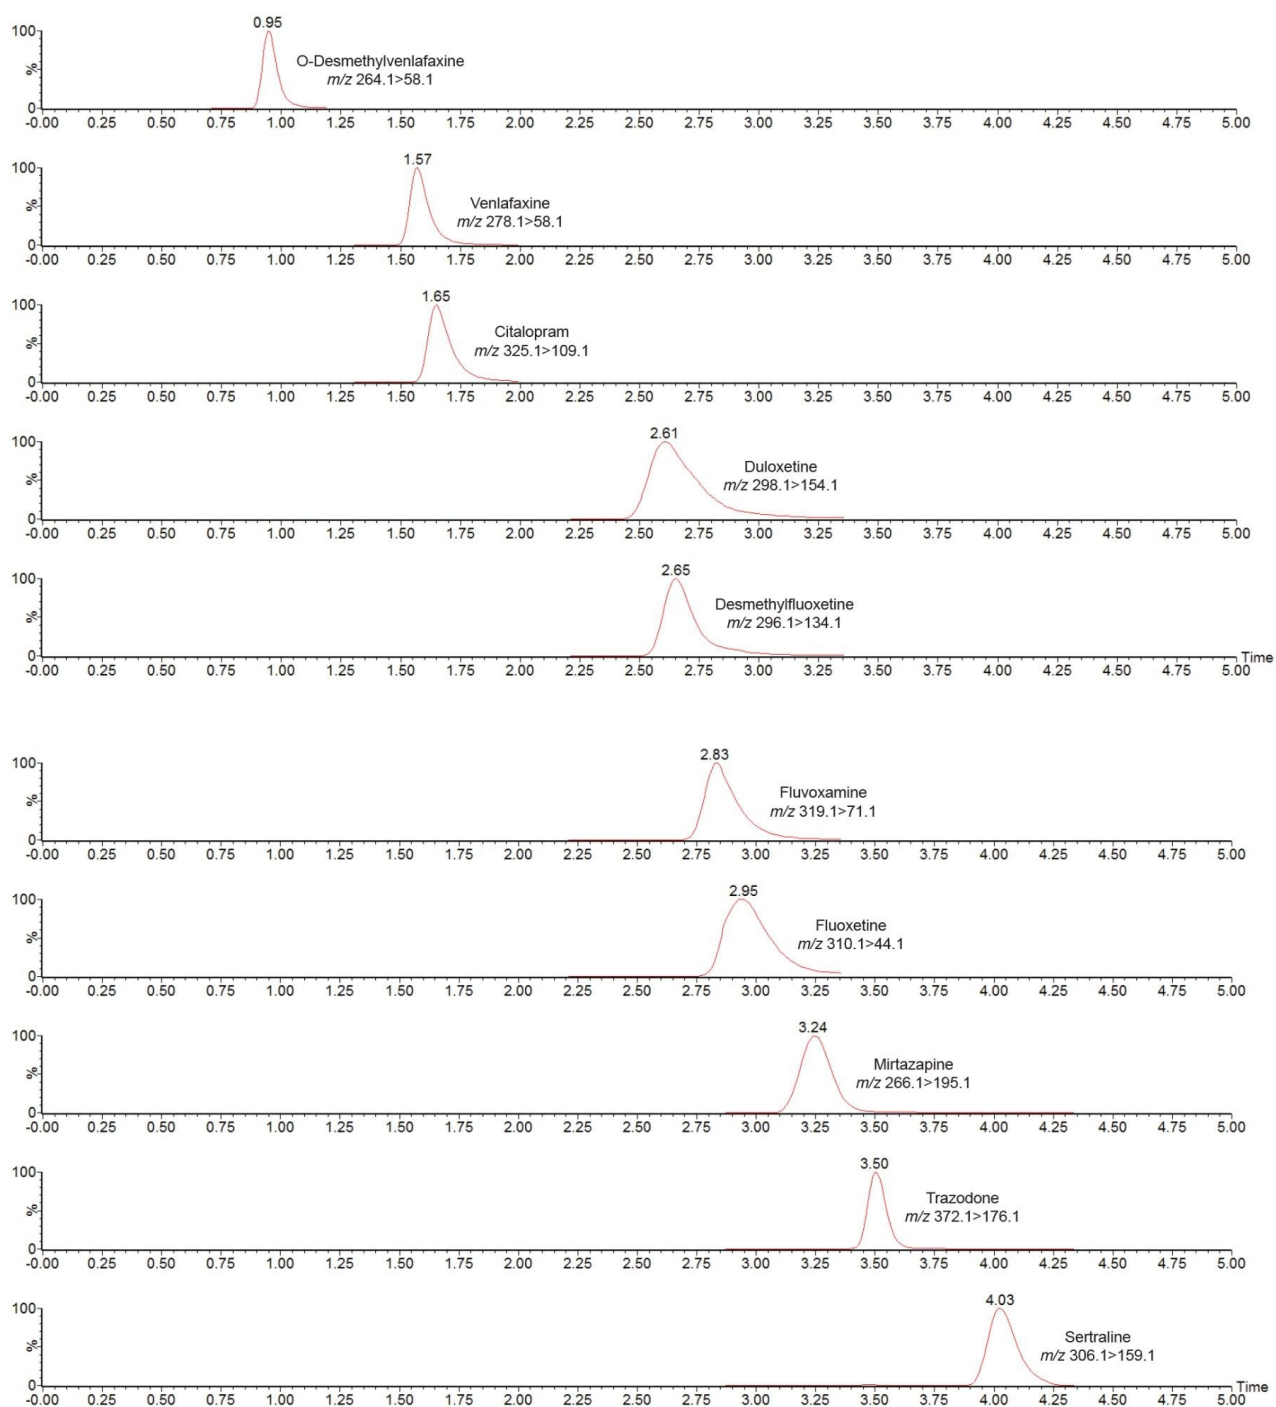 0.95
100
O-Desmethylvenlafaxine
%
m/z 264.1>58.1
0
-0.00 0.25 0.50 0.75 1.00 1.25 1.50 1.75 2.00 2.25 2.50 2.75 3.00 3.25 3.50 3.75 4.00 4.25 4.50 4.75 5.00
1.57
100
Venlafaxine
%
m/z 278.1>58.1
0
-0.00 0.25 0.50 0.75 1.00 1.25 1.50 1.75 2.00 2.25 2.50 2.75 3.00 3.25 3.50 3.75 4.00 4.25 4.50 4.75 5.00
1.65
100
Citalopram
%
m/z 325.1>109.1
0
-0.00 0.25 0.50 0.75 1.00 1.25 1.50 1.75 2.00 2.25 2.50 2.75 3.00 3.25 3.50 3.75 4.00 4.25 4.50 4.75 5.00
2.61
100
Duloxetine
%
m/z 298.1>154.1
0
-0.00 0.25 0.50 0.75 1.00 1.25 1.50 1.75 2.00 2.25 2.50 2.75 3.00 3.25 3.50 3.75 4.00 4.25 4.50 4.75 5.00
2.65
100
Desmethylfluoxetine
%
m/z 296.1>134.1
0
Time
-0.00 0.25 0.50 0.75 1.00 1.25 1.50 1.75 2.00 2.25 2.50 2.75 3.00 3.25 3.50 3.75 4.00 4.25 4.50 4.75 5.00
2.83
100
Fluvoxamine
%
m/z 319.1>71.1
0
-0.00 0.25 0.50 0.75 1.00 1.25 1.50 1.75 2.00 2.25 2.50 2.75 3.00 3.25 3.50 3.75 4.00 4.25 4.50 4.75 5.00
2.95
100
Fluoxetine
%
m/z 310.1>44.1
0
-0.00 0.25 0.50 0.75 1.00 1.25 1.50 1.75 2.00 2.25 2.50 2.75 3.00 3.25 3.50 3.75 4.00 4.25 4.50 4.75 5.00
3.24
100
Mirtazapine
%
m/z 266.1>195.1
0
-0.00 0.25 0.50 0.75 1.00 1.25 1.50 1.75 2.00 2.25 2.50 2.75 3.00 3.25 3.50 3.75 4.00 4.25 4.50 4.75 5.00
3.50
100
Trazodone
%
m/z 372.1>176.1
0
-0.00 0.25 0.50 0.75 1.00 1.25 1.50 1.75 2.00 2.25 2.50 2.75 3.00 3.25 3.50 3.75 4.00 4.25 4.50 4.75 5.00
4.03
100
Sertraline
%
m/z 306.1>159.1
0
Time
-0.00 0.25 0.50 0.75 1.00 1.25 1.50 1.75 2.00 2.25 2.50 2.75 3.00 3.25 3.50 3.75 4.00 4.25 4.50 4.75 5.00